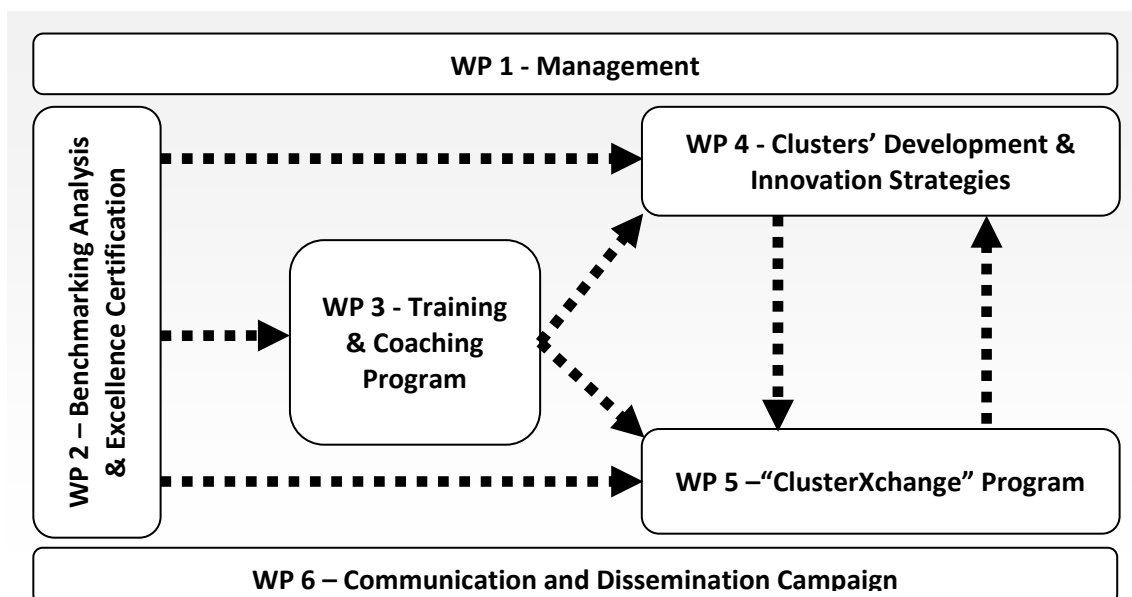 WP 1 - Management
WP 2 – Benchmarking Analysis
& Excellence Certification
WP 3 - Training
& Coaching
Program
WP 4 - Clusters’ Development &
Innovation Strategies
WP 5 –“ClusterXchange” Program
WP 6 – Communication and Dissemination Campaign